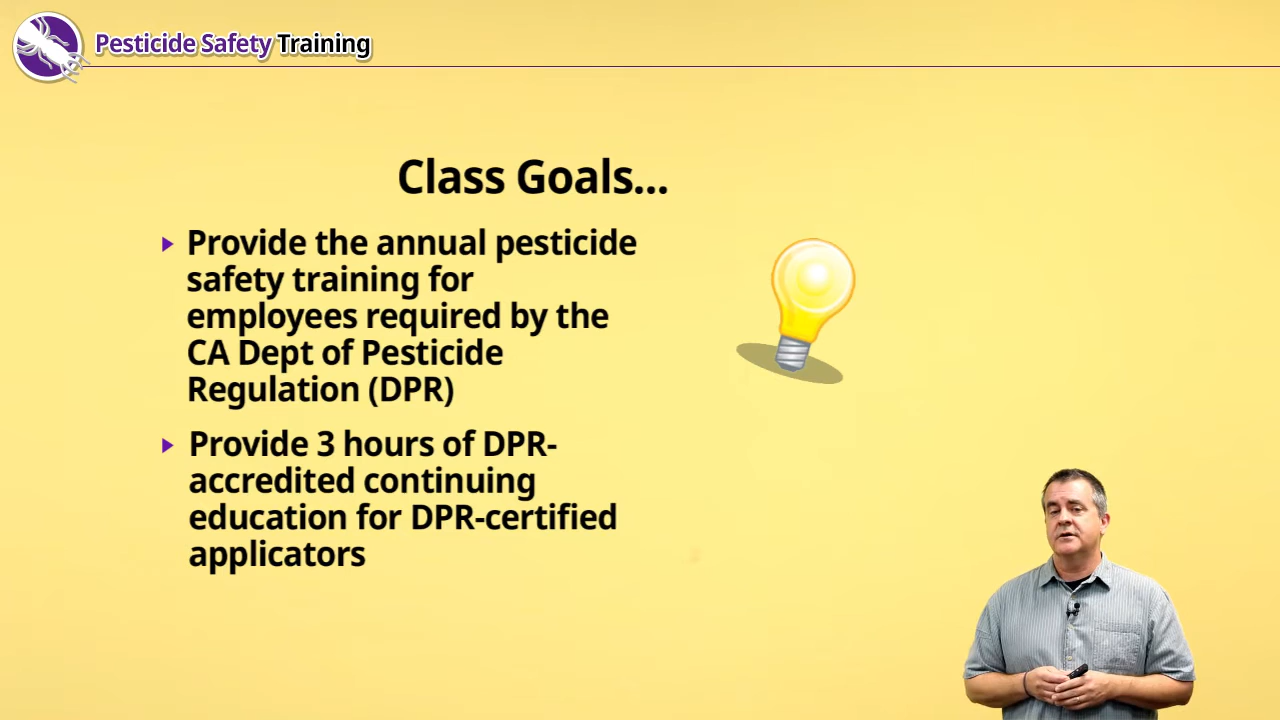 Pesticide Safety Training
Class Goals...
Provide the annual pesticide
safety training for
employees required by the
CA Dept of Pesticide
Regulation (DPR)
Provide 3 hours of DPR-
accredited continuing
education for DPR-certified
applicators